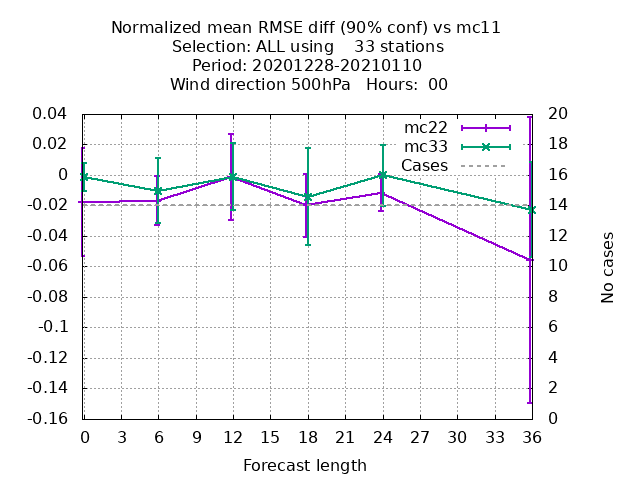 Normalized mean RMSE diff (90% conf) vs mc11
Selection: ALL using    33 stations
Period: 20201228-20210110
Wind direction 500hPa   Hours:  00
mc22
mc33
Cases
0.04
0.02
0
-0.02
-0.04
-0.06
-0.08
-0.1
-0.12
-0.14
-0.16
20
18
16
14
12
10
8
6
4
2
0
No cases
0 3 6 9 12 15 18 21 24 27 30 33 36
Forecast length